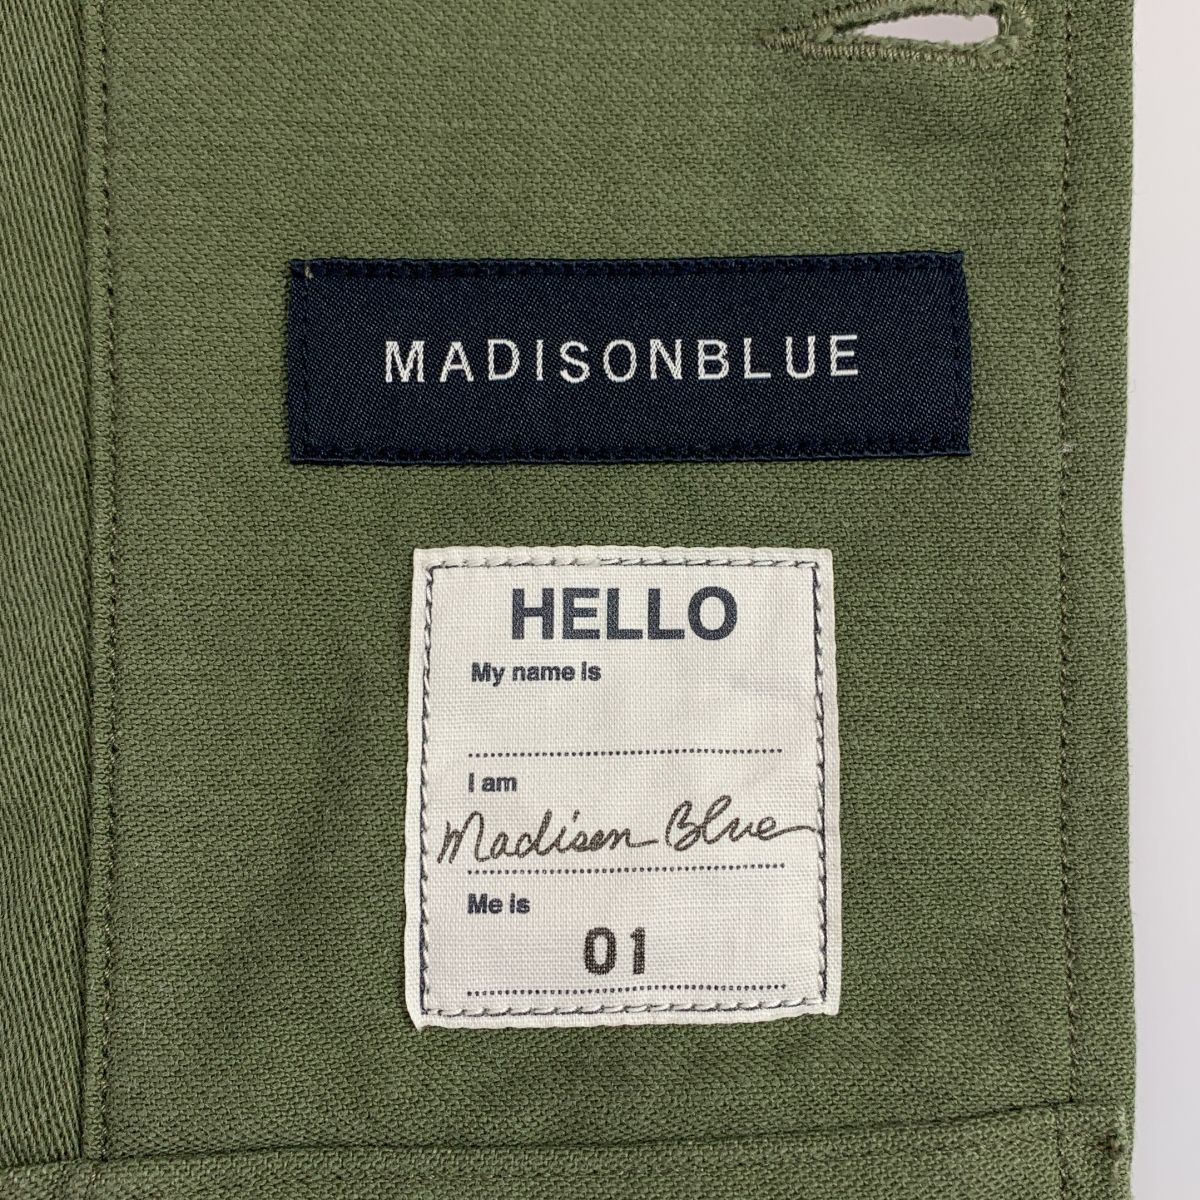 MADISONBLUE
HELLO
My name is
I am
Madison Blue
Me is
01